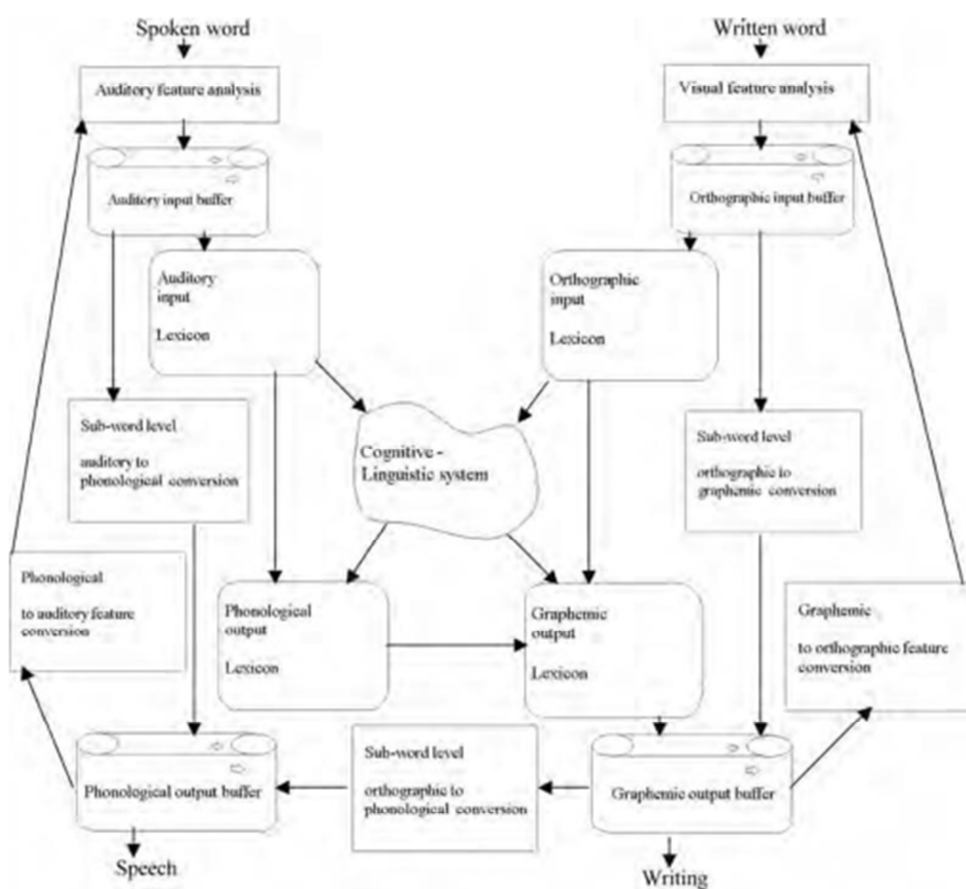 Spoken word
Written word
Auditory feature analysis
Visual feature analysis
Auditory input buffer
Orthographic input buffer
Auditory
input
Lexicon
Orthographic
input
Lexicon
Sub-word level
auditory to
phonological conversion
Cognitive -
Linguistic system
Sub-word level
orthographic to
graphemic conversion
Phonological
to auditory feature
conversion
Phonological
output
Lexicon
Graphemic
output
Lexicon
Graphemic
to orthographic feature
conversion
Phonological output buffer
Sub-word level
orthographic to
phonological conversion
Graphemic output buffer
Speech
Writing